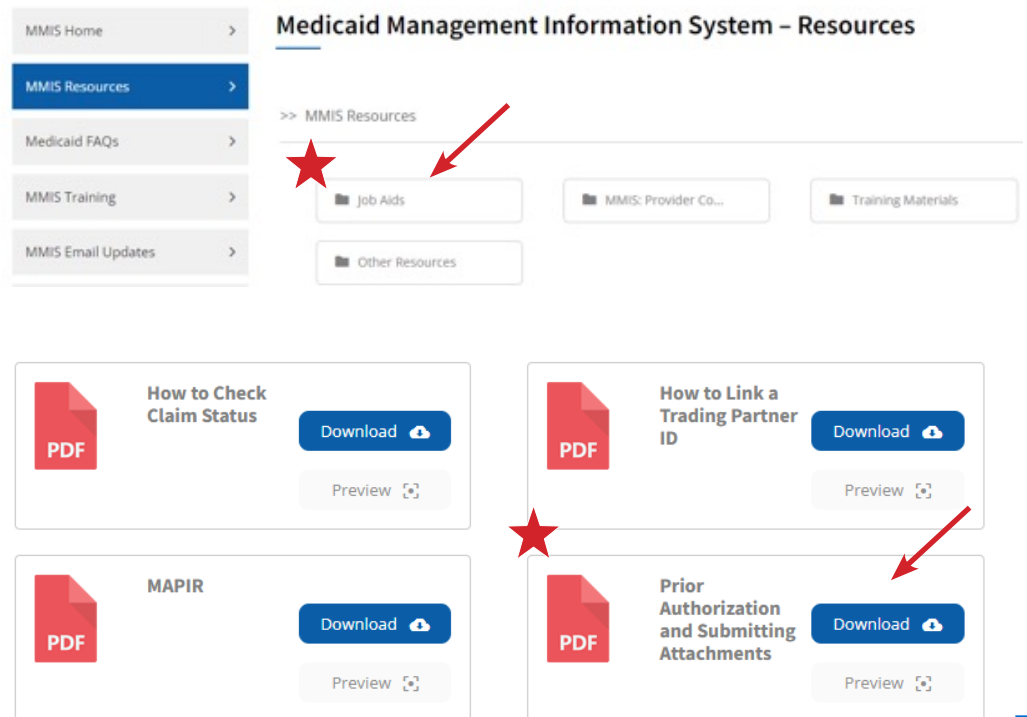 MMIS Home
MMIS Resources
Medicaid FAQs
MMIS Training
MMIS Email Updates
Medicaid Management Information System – Resources
>> MMIS Resources
Job Aids
MMIS: Provider Co...
Training Materials
Other Resources
PDF
How to Check
Claim Status
Download
Preview
PDF
How to Link a
Trading Partner
ID
Download
Preview
PDF
MAPIR
Download
Preview
PDF
Prior
Authorization
and Submitting
Attachments
Download
Preview